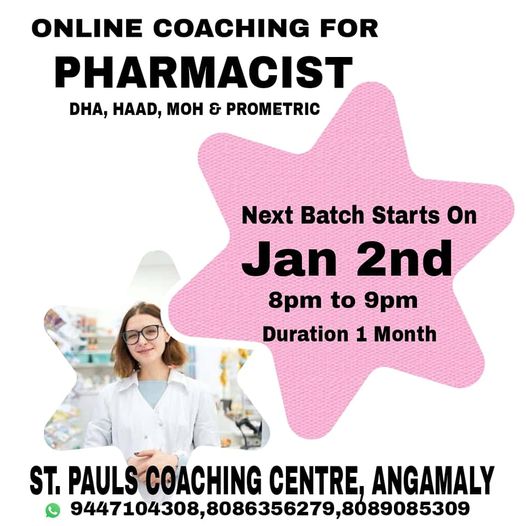 ONLINE COACHING FOR
PHARMACIST
DHA, HAAD, MOH & PROMETRIC
Next Batch Starts On
Jan 2nd
8pm to 9pm
Duration 1 Month
ST. PAULS COACHING CENTRE, ANGAMALY
9447104308,8086356279,8089085309